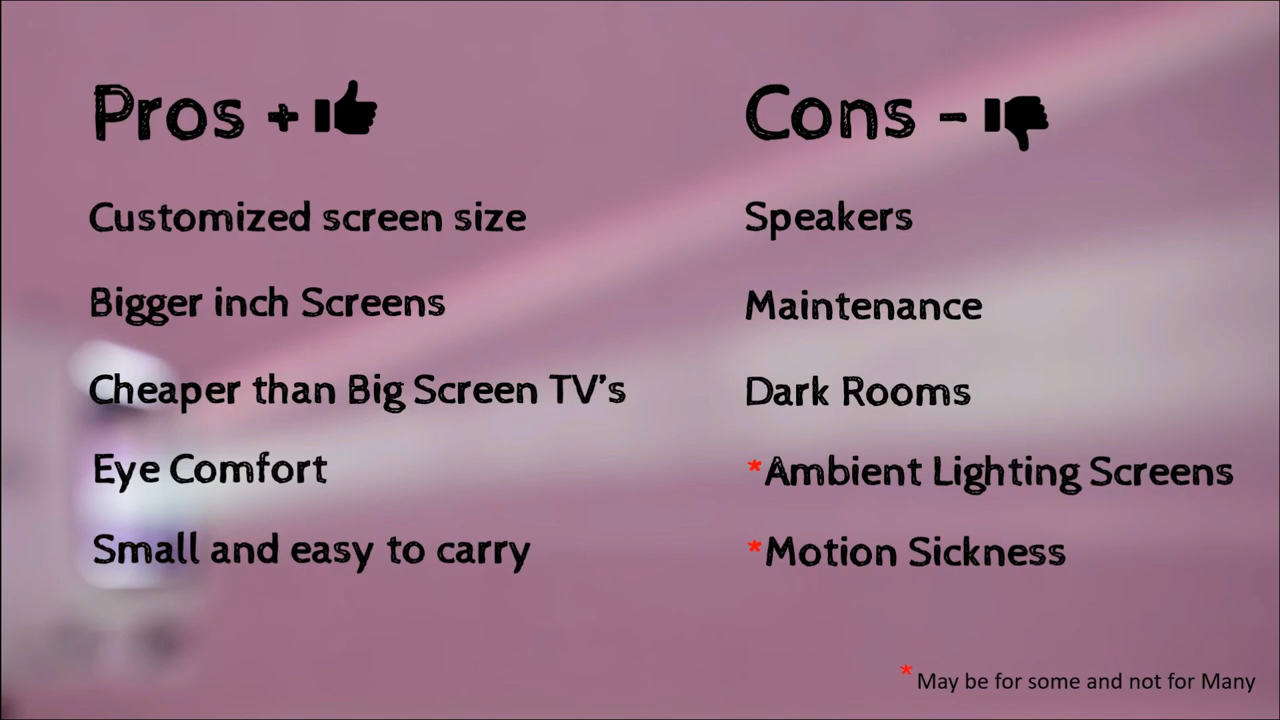 Pros +
Customized screen size
Bigger inch Screens
Cheaper than Big Screen TV's
Eye Comfort
Small and easy to carry
Cons -
Speakers
Maintenance
Dark Rooms
*Ambient Lighting Screens
*Motion Sickness
* May be for some and not for Many